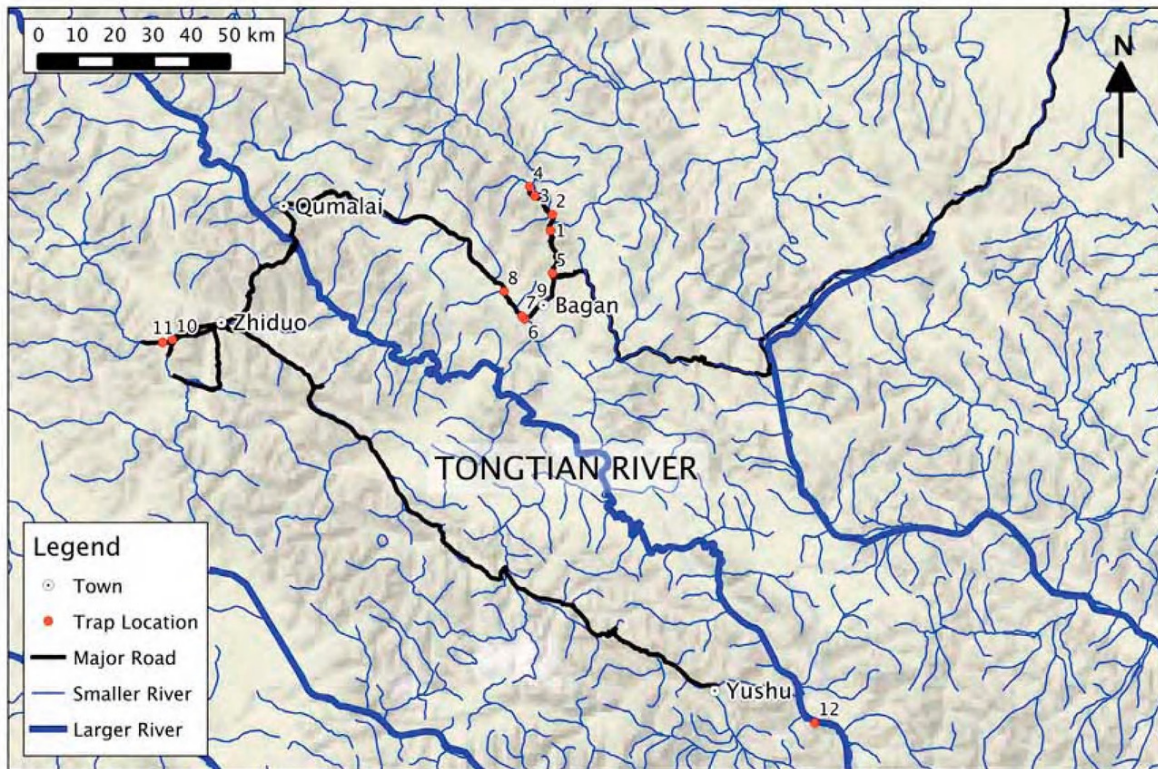 0 10 20 30 40 50 km
N
4
3
2
1
Qumalai
5
8
9
Bagan
7
6
11 10
Zhiduo
TONGTIAN RIVER
Legend
Town
Trap Location
Major Road
Smaller River
Larger River
Yushu
12